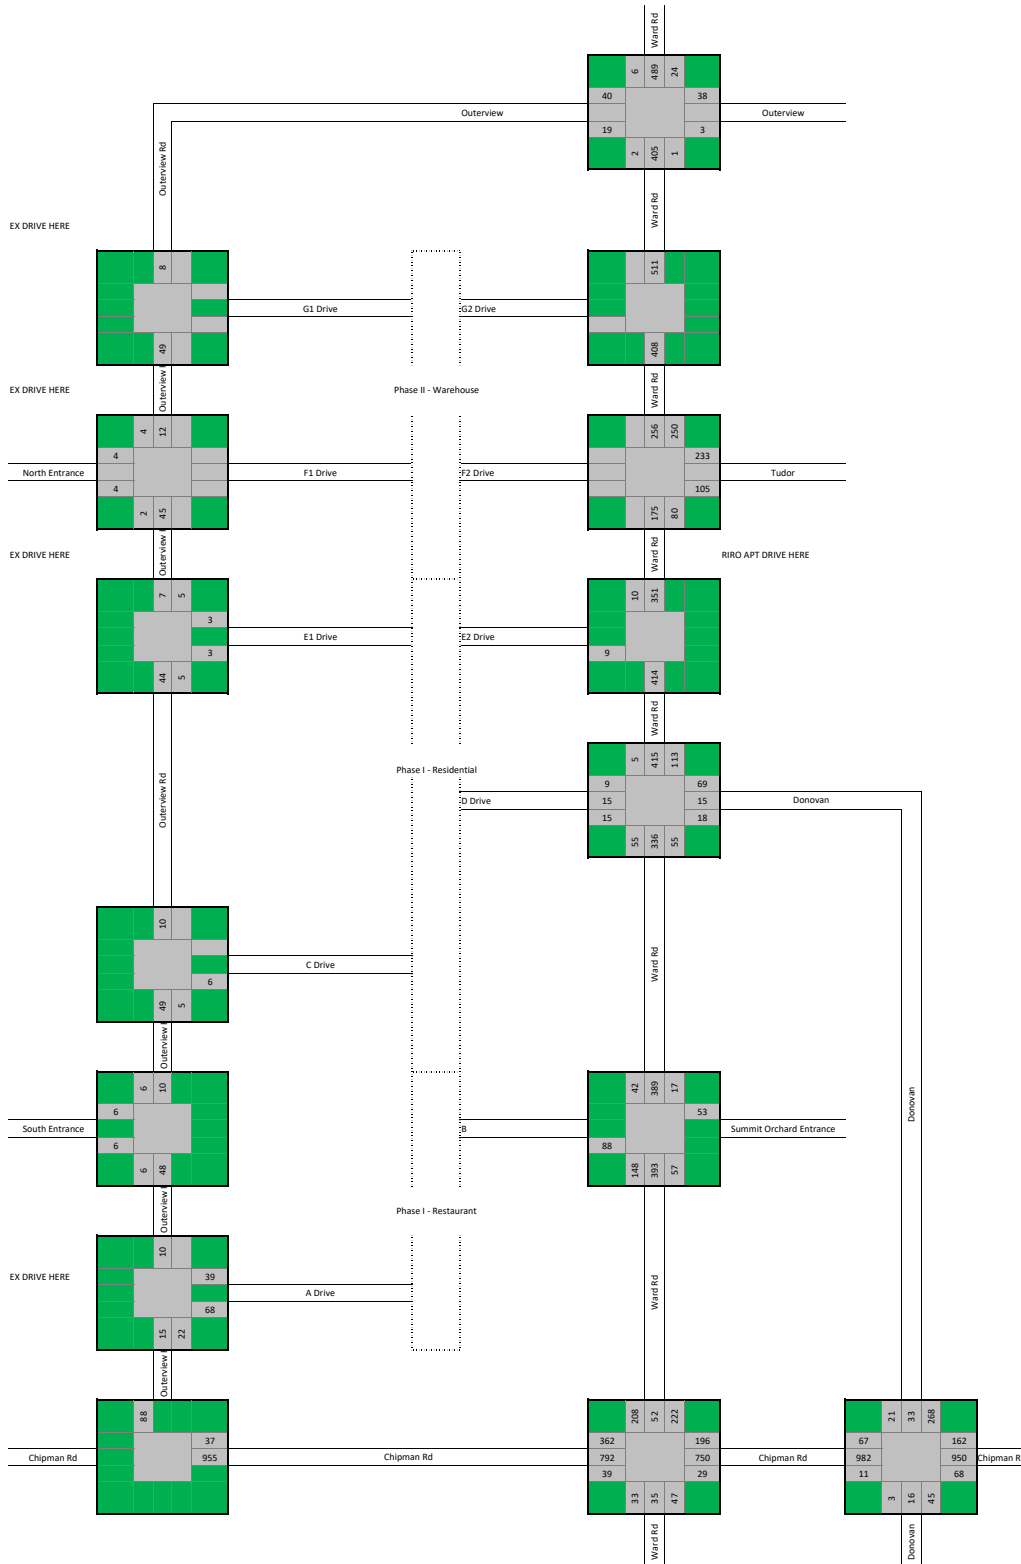 Ward Rd
6 489 24
40 38
Outerview Outerview
19 3
2 405 1
Outerview Rd
Ward Rd
EX DRIVE HERE
8 511
G1 Drive G2 Drive
49 408
EX DRIVE HERE
Outerview
Phase II - Warehouse
Ward Rd
4 12 256 250
4 233
North Entrance F1 Drive F2 Drive Tudor
4 105
2 45 175 80
EX DRIVE HERE
Outerview
Ward Rd
RIRO APT DRIVE HERE
7 5 10 351
3
E1 Drive E2 Drive
3 9
44 5 414
Ward Rd
Outerview Rd
Phase I - Residential
5 415 113
9 69
D Drive 15 15 Donovan
15 18
55 336 55
10
Ward Rd
C Drive
6
49 5
Outerview
6 10 42 389 17
Donovan
6 53
South Entrance B Summit Orchard Entrance
6 88
6 48 148 393 57
Outerview
Phase I - Restaurant
10
EX DRIVE HERE
39
A Drive
Ward Rd
68
15 22
Outerview
88 208 52 222 21 33 268
37 362 196 67 162
Chipman Rd 955 Chipman Rd 792 750 Chipman Rd 982 950 Chipman R
39 29 11 68
33 35 47 3 16 45
Ward Rd Donovan